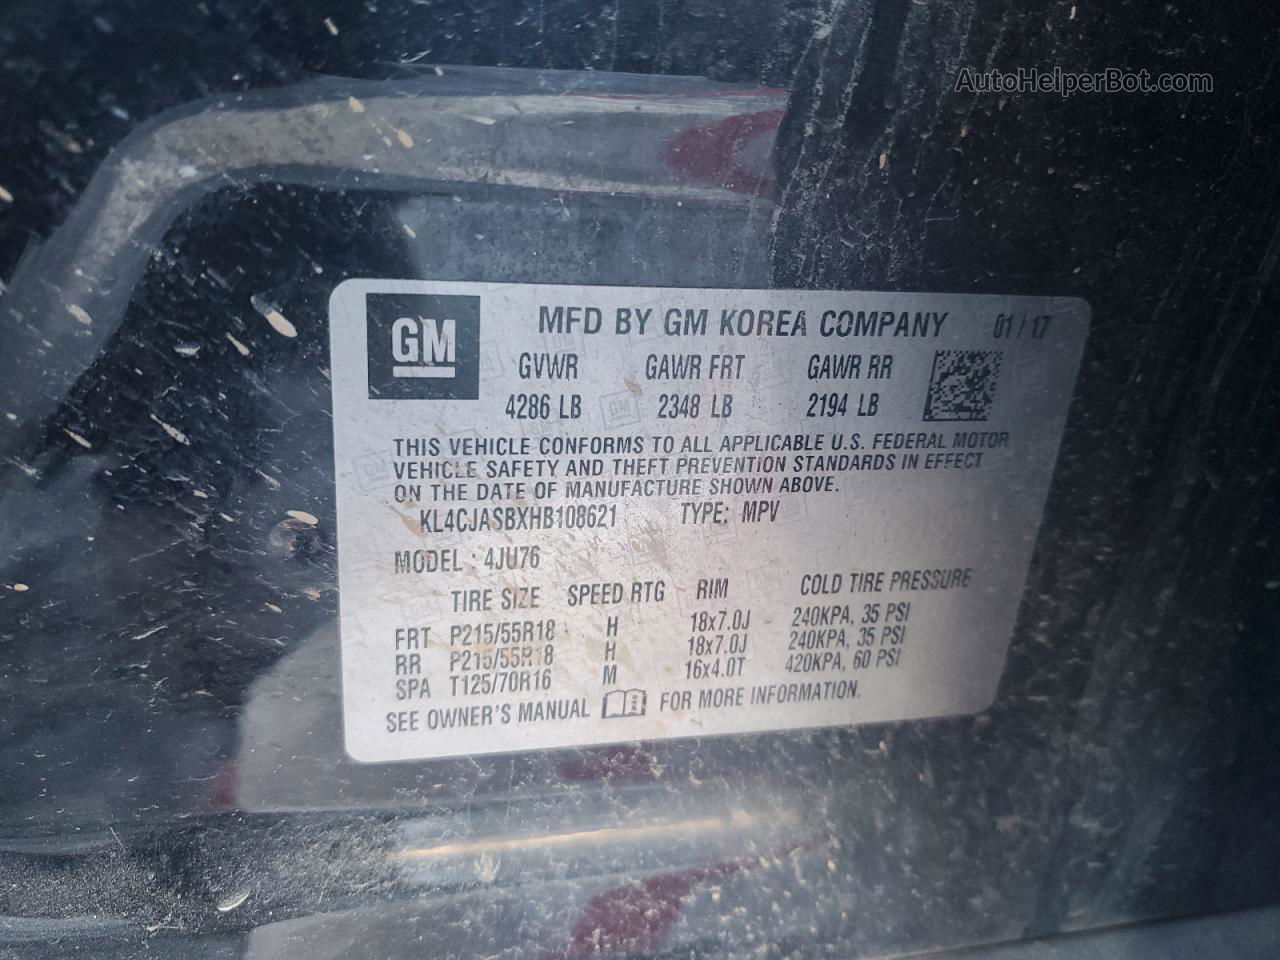 AutoHelperBot.com
GM MFD BY GM KOREA COMPANY 01/17
GVWR GAWR FRT GAWR RR
4286 LB 2348 LB 2194 LB
THIS VEHICLE CONFORMS TO ALL APPLICABLE U.S. FEDERAL MOTOR
VEHICLE SAFETY AND THEFT PREVENTION STANDARDS IN EFFECT
ON THE DATE OF MANUFACTURE SHOWN ABOVE.
KL4CJASBXHB108621 TYPE: MPV
MODEL : 4JU76
TIRE SIZE SPEED RTG RIM COLD TIRE PRESSURE
FRT P215/55R18 H 18x7.0J 240KPA, 35 PSI
RR P215/55R18 H 18x7.0J 240KPA, 35 PSI
SPA T125/70R16 M 16x4.0T 420KPA, 60 PSI
SEE OWNER'S MANUAL FOR MORE INFORMATION.